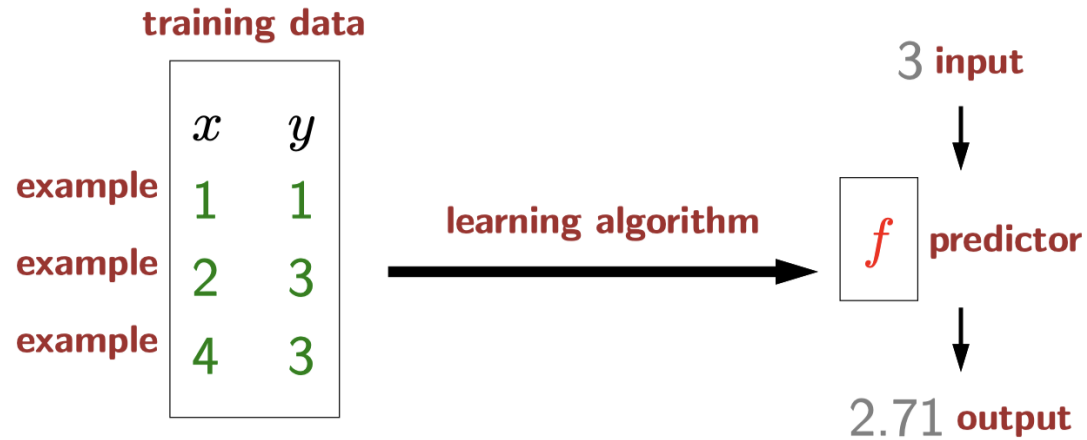 training data
x y
example 1 1
example 2 3
example 4 3
learning algorithm
3 input
f predictor
2.71 output